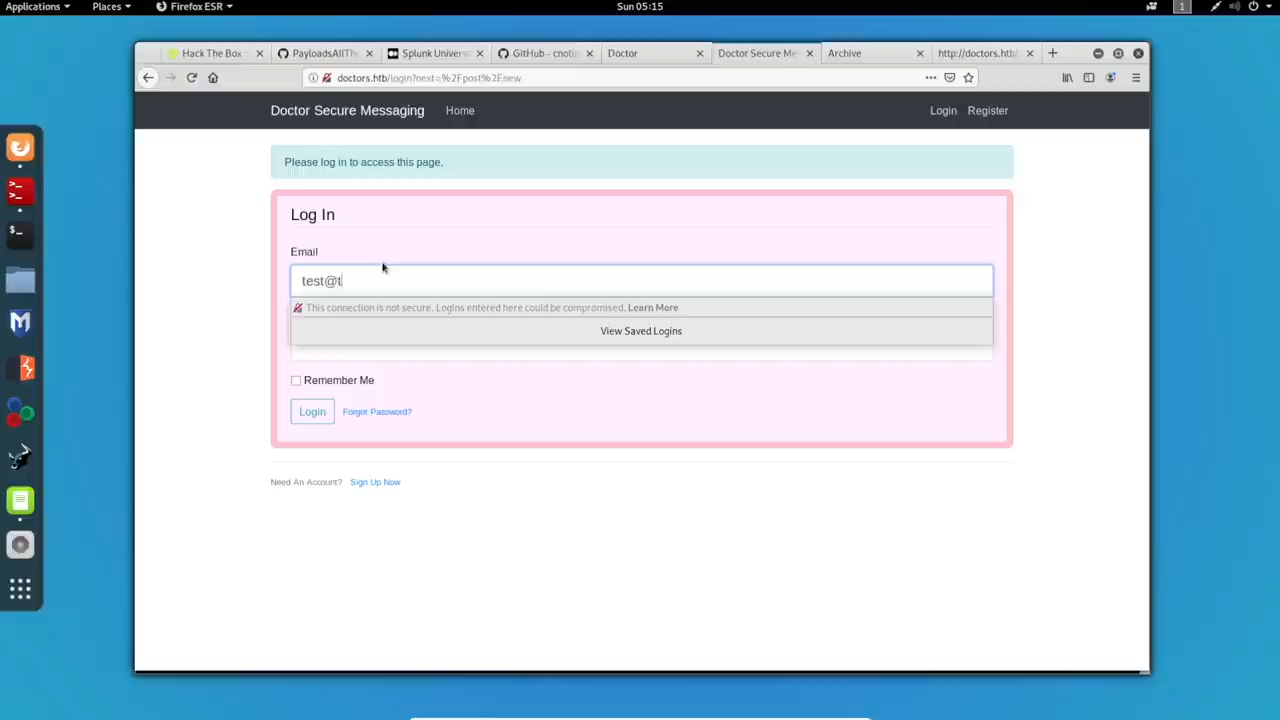 Applications Places Firefox ESR Sun 05:15 1
Hack The Box PayloadsAllThe Splunk Univers GitHub - cnotin Doctor Doctor Secure Me Archive http://doctors.htb/
doctors.htb/login?next=%2Fpost%2Fnew
Doctor Secure Messaging Home Login Register
Please log in to access this page.
Log In
Email
test@t
This connection is not secure. Logins entered here could be compromised. Learn More
View Saved Logins
Remember Me
Login Forgot Password?
Need An Account? Sign Up Now